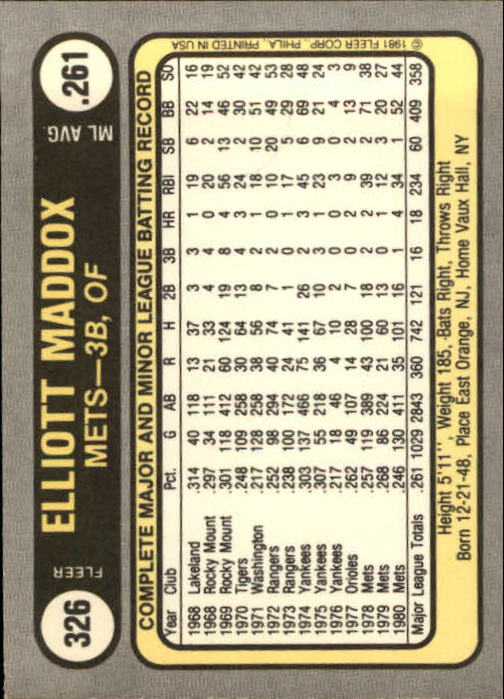 326
FLEER
ELLIOTT MADDOX
METS—3B, OF
ML AVG.
.261
COMPLETE MAJOR AND MINOR LEAGUE BATTING RECORD
Year Club Pct. G AB R H 2B 3B HR RBI SB BB SO
1968 Lakeland .314 40 118 13 37 3 3 1 19 6 22 16
1968 Rocky Mount .297 34 111 21 33 4 4 0 20 2 14 19
1969 Rocky Mount .301 118 412 60 124 19 8 4 56 13 46 52
1970 Tigers .248 109 258 30 64 13 4 3 24 2 30 42
1971 Washington .217 128 258 38 56 8 2 1 18 10 51 42
1972 Rangers .252 98 294 40 74 7 2 0 10 20 49 53
1973 Rangers .238 100 172 24 41 1 0 1 17 5 29 28
1974 Yankees .303 137 466 75 141 26 2 3 45 6 69 48
1975 Yankees .307 55 218 36 67 10 3 1 23 9 21 24
1976 Yankees .217 18 46 4 10 2 0 0 3 0 4 3
1977 Orioles .262 49 107 14 28 7 0 2 9 2 13 9
1978 Mets .257 119 389 43 100 18 2 2 39 2 71 38
1979 Mets .268 86 224 21 60 13 0 1 12 3 20 27
1980 Mets .246 130 411 35 101 16 1 4 34 1 52 44
Major League Totals .261 1029 2843 360 742 121 16 18 234 60 409 358
Height 5'11", Weight 185, Bats Right, Throws Right
Born 12-21-48, Place East Orange, NJ, Home Vaux Hall, NY
© 1981 FLEER CORP., PHILA., PRINTED IN USA